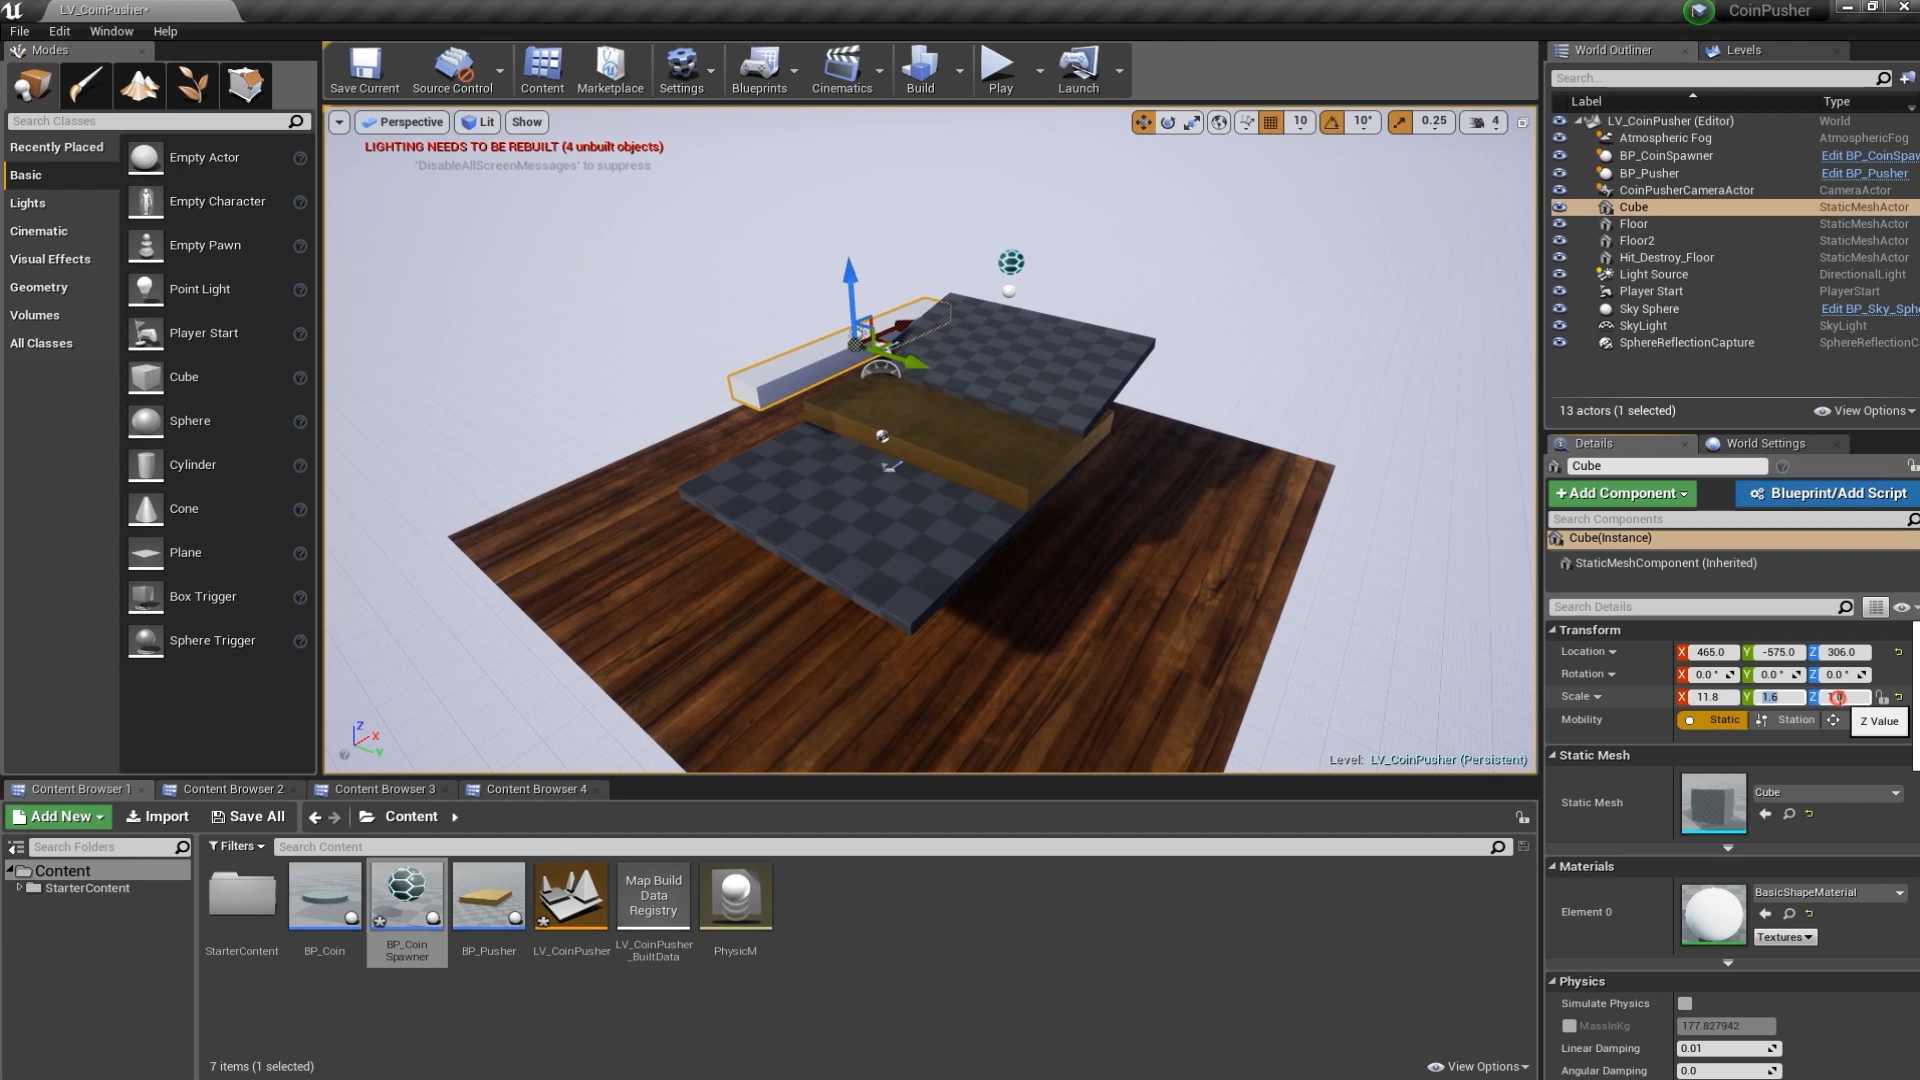 LV_CoinPusher*
CoinPusher
File Edit Window Help
Modes
Search Classes
Recently Placed
Basic
Lights
Cinematic
Visual Effects
Geometry
Volumes
All Classes
Empty Actor
Empty Character
Empty Pawn
Point Light
Player Start
Cube
Sphere
Cylinder
Cone
Plane
Box Trigger
Sphere Trigger
Save Current
Source Control
Content
Marketplace
Settings
Blueprints
Cinematics
Build
Play
Launch
Perspective Lit Show
10 10° 0.25 4
LIGHTING NEEDS TO BE REBUILT (4 unbuilt objects)
'DisableAllScreenMessages' to suppress
Z X Y
Level: LV_CoinPusher (Persistent)
World Outliner Levels
Search...
Label Type
LV_CoinPusher (Editor) World
Atmospheric Fog AtmosphericFog
BP_CoinSpawner Edit BP_CoinSpaw
BP_Pusher Edit BP_Pusher
CoinPusherCameraActor CameraActor
Cube StaticMeshActor
Floor StaticMeshActor
Floor2 StaticMeshActor
Hit_Destroy_Floor StaticMeshActor
Light Source DirectionalLight
Player Start PlayerStart
Sky Sphere Edit BP_Sky_Sphe
SkyLight SkyLight
SphereReflectionCapture SphereReflectionC
13 actors (1 selected) View Options
Details World Settings
Cube
+Add Component Blueprint/Add Script
Search Components
Cube(Instance)
StaticMeshComponent (Inherited)
Search Details
Transform
Location X 465.0 Y -575.0 Z 306.0
Rotation X 0.0° Y 0.0° Z 0.0°
Scale X 11.8 Y 1.6 Z
Mobility Static Station
Z Value
Static Mesh
Static Mesh Cube
Materials
Element 0 BasicShapeMaterial
Textures
Physics
Simulate Physics
MassInKg 177.827942
Linear Damping 0.01
Angular Damping 0.0
Content Browser 1 Content Browser 2 Content Browser 3 Content Browser 4
Add New Import Save All Content
Search Folders
Content
StarterContent
Filters Search Content
StarterContent
BP_Coin
BP_Coin
Spawner
BP_Pusher
LV_CoinPusher
Map Build
Data
Registry
LV_CoinPusher
_BuiltData
PhysicM
7 items (1 selected) View Options